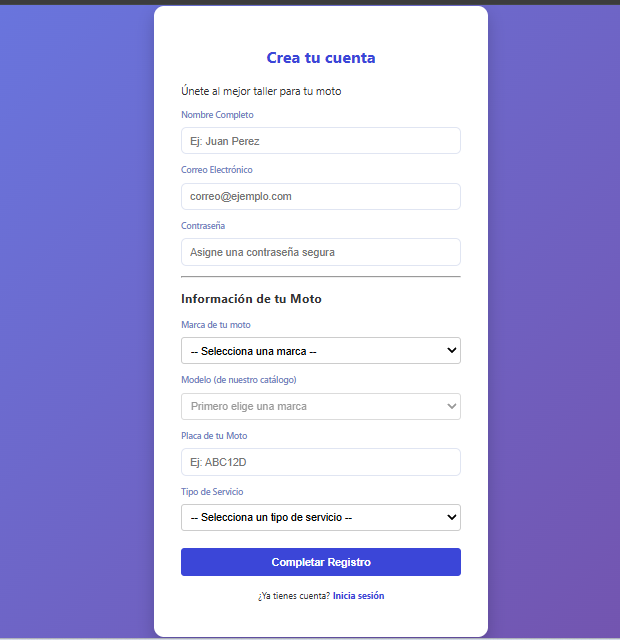 Crea tu cuenta
Únete al mejor taller para tu moto
Nombre Completo
Ej: Juan Perez
Correo Electrónico
correo@ejemplo.com
Contraseña
Asigne una contraseña segura
Información de tu Moto
Marca de tu moto
-- Selecciona una marca --
Modelo (de nuestro catálogo)
Primero elige una marca
Placa de tu Moto
Ej: ABC12D
Tipo de Servicio
-- Selecciona un tipo de servicio --
Completar Registro
¿Ya tienes cuenta? Inicia sesión